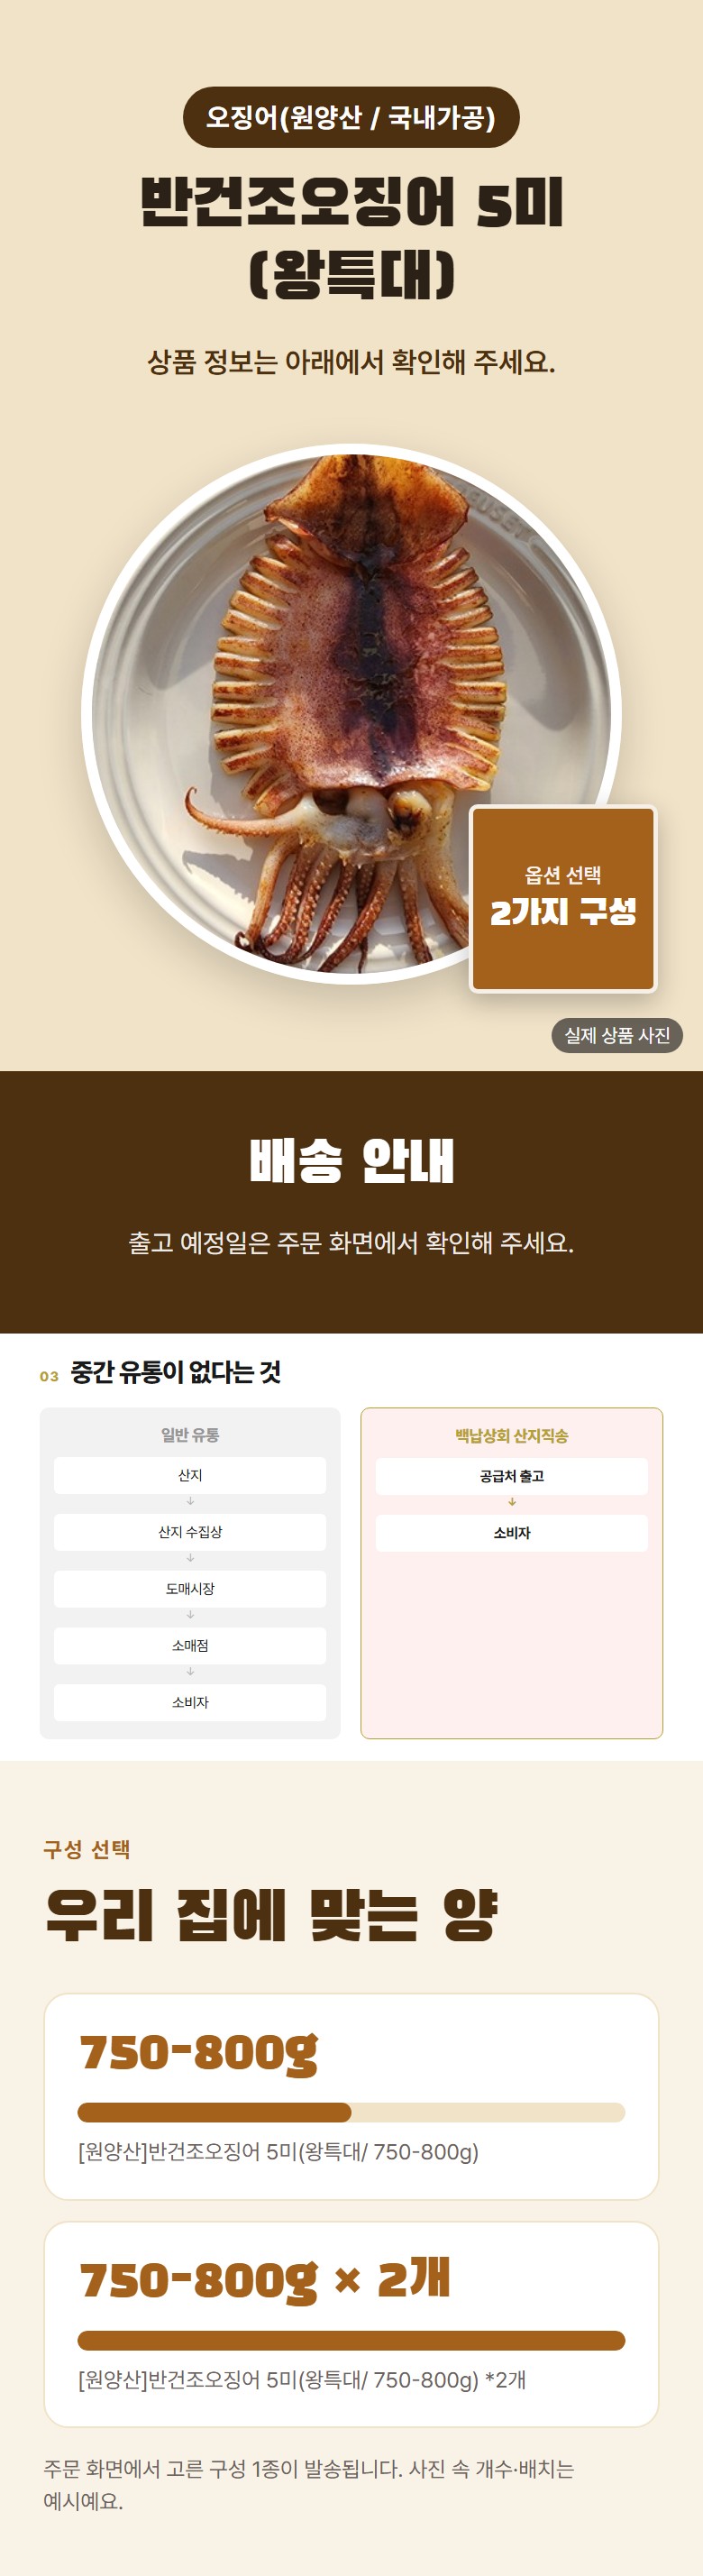 오징어(원양산 / 국내가공)
반건조오징어 5미
(왕특대)
상품 정보는 아래에서 확인해 주세요.
옵션 선택
2가지 구성
실제 상품 사진
배송 안내
출고 예정일은 주문 화면에서 확인해 주세요.
03 중간 유통이 없다는 것
일반 유통
산지
↓
산지 수집상
↓
도매시장
↓
소매점
↓
소비자
백납상회 산지직송
공급처 출고
↓
소비자
구성 선택
우리 집에 맞는 양
750-800g
[원양산]반건조오징어 5미(왕특대/ 750-800g)
750-800g × 2개
[원양산]반건조오징어 5미(왕특대/ 750-800g) *2개
주문 화면에서 고른 구성 1종이 발송됩니다. 사진 속 개수·배치는
예시예요.